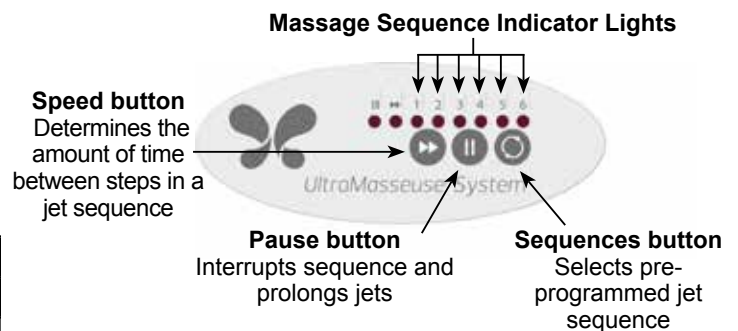 Massage Sequence Indicator Lights
Speed button
Determines the
amount of time
between steps in a
jet sequence
1 2 3 4 5 6
UltraMasseuse System
Pause button
Interrupts sequence and
prolongs jets
Sequences button
Selects pre-
programmed jet
sequence